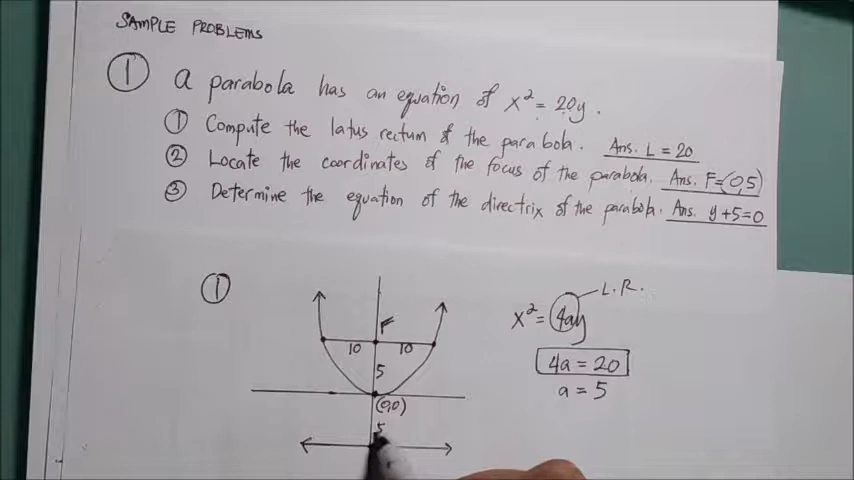 SAMPLE PROBLEMS
1 a parabola has an equation of x² = 20y.
1 Compute the latus rectum of the parabola. Ans. L = 20
2 Locate the coordinates of the focus of the parabola. Ans. F=(0,5)
3 Determine the equation of the directrix of the parabola. Ans. y+5=0
1
L.R.
x² = 4ay
F
10 10
4a = 20
5
a = 5
(0,0)
5